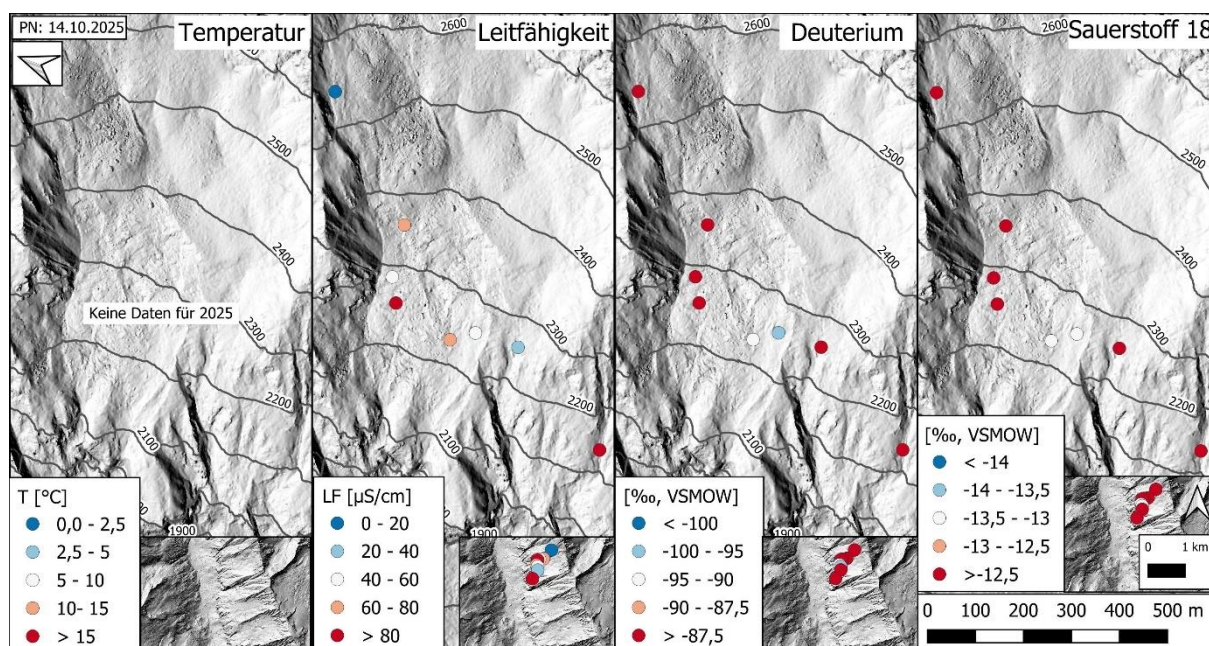 PN: 14.10.2025
Temperatur
Keine Daten für 2025
T [°C]
0,0 - 2,5
2,5 - 5
5 - 10
10- 15
> 15
1900
Leitfähigkeit
2600
2500
2400
2300
2200
2100
LF [µS/cm]
0 - 20
20 - 40
40 - 60
60 - 80
> 80
1900
Deuterium
2600
2500
2400
2300
2200
2100
[‰, VSMOW]
< -100
-100 - -95
-95 - -90
-90 - -87,5
> -87,5
1900
Sauerstoff 18
2600
2500
2400
2300
2200
2100
[‰, VSMOW]
< -14
-14 - -13,5
-13,5 - -13
-13 - -12,5
>-12,5
0 1 km
0 100 200 300 400 500 m